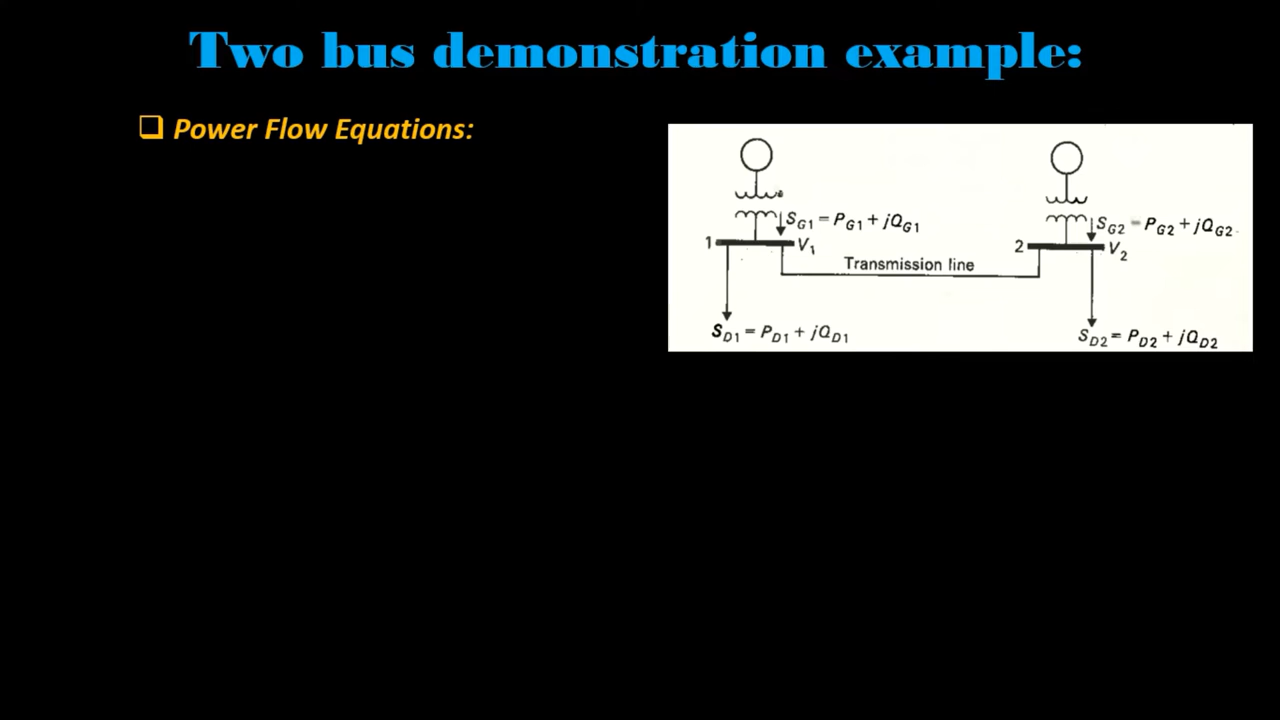 Two bus demonstration example:
❑ Power Flow Equations:
S_G1 = P_G1 + jQ_G1
S_G2 = P_G2 + jQ_G2
1 V_1
2 V_2
Transmission line
S_D1 = P_D1 + jQ_D1
S_D2 = P_D2 + jQ_D2